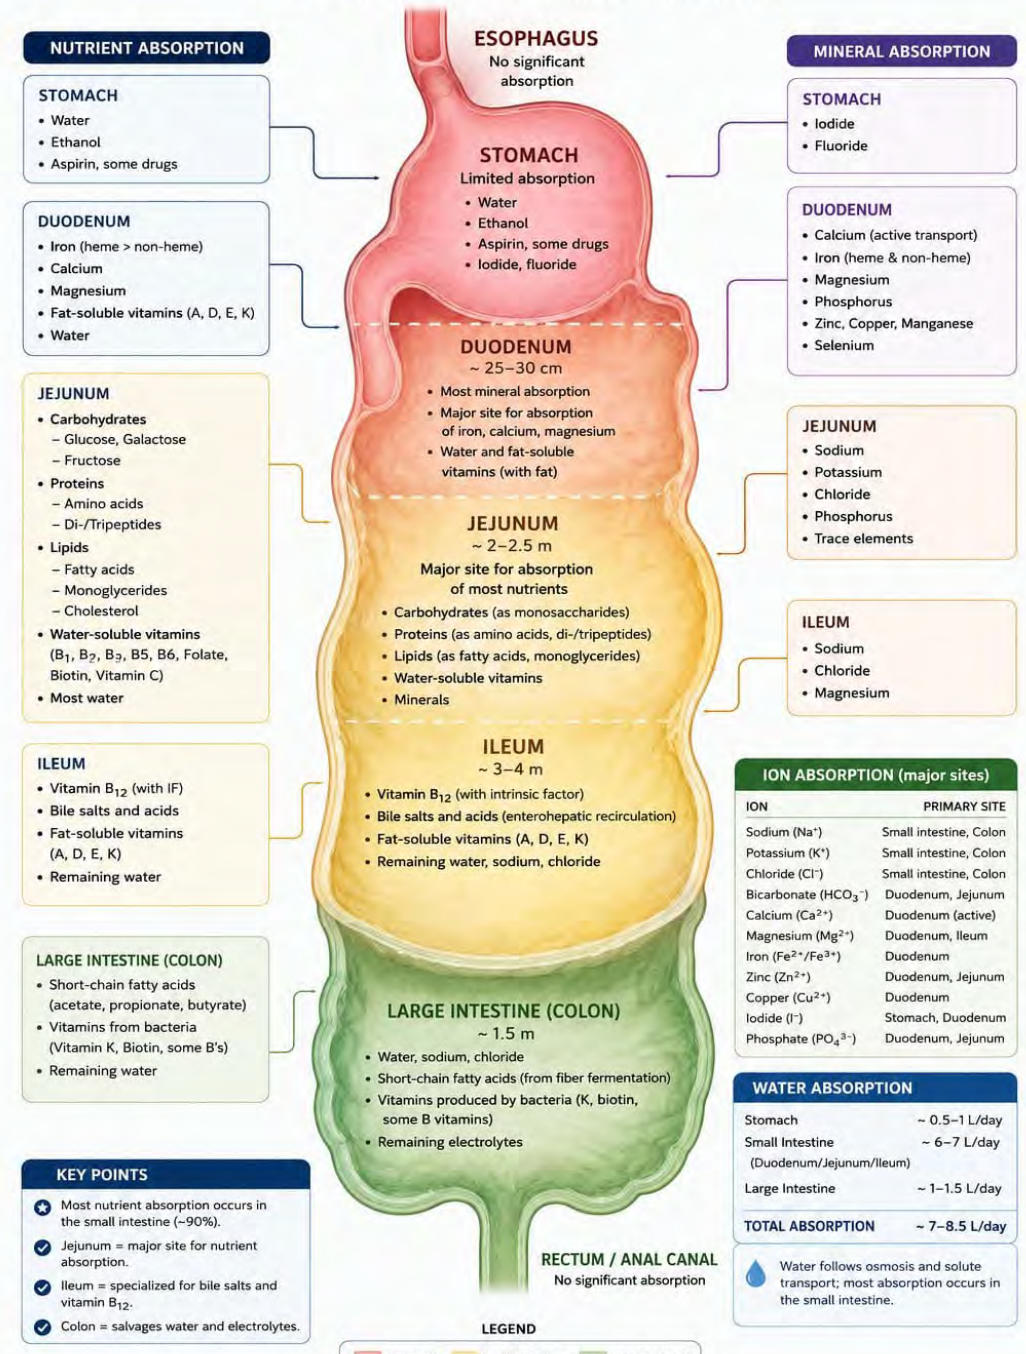 NUTRIENT ABSORPTION
STOMACH
• Water
• Ethanol
• Aspirin, some drugs
DUODENUM
• Iron (heme > non-heme)
• Calcium
• Magnesium
• Fat-soluble vitamins (A, D, E, K)
• Water
JEJUNUM
• Carbohydrates
– Glucose, Galactose
– Fructose
• Proteins
– Amino acids
– Di-/Tripeptides
• Lipids
– Fatty acids
– Monoglycerides
– Cholesterol
• Water-soluble vitamins
(B₁, B₂, B₃, B5, B6, Folate,
Biotin, Vitamin C)
• Most water
ILEUM
• Vitamin B₁₂ (with IF)
• Bile salts and acids
• Fat-soluble vitamins
(A, D, E, K)
• Remaining water
LARGE INTESTINE (COLON)
• Short-chain fatty acids
(acetate, propionate, butyrate)
• Vitamins from bacteria
(Vitamin K, Biotin, some B's)
• Remaining water
KEY POINTS
Most nutrient absorption occurs in
the small intestine (~90%).
Jejunum = major site for nutrient
absorption.
Ileum = specialized for bile salts and
vitamin B₁₂.
Colon = salvages water and electrolytes.
ESOPHAGUS
No significant
absorption
STOMACH
Limited absorption
• Water
• Ethanol
• Aspirin, some drugs
• Iodide, fluoride
DUODENUM
~ 25–30 cm
• Most mineral absorption
• Major site for absorption
of iron, calcium, magnesium
• Water and fat-soluble
vitamins (with fat)
JEJUNUM
~ 2–2.5 m
Major site for absorption
of most nutrients
• Carbohydrates (as monosaccharides)
• Proteins (as amino acids, di-/tripeptides)
• Lipids (as fatty acids, monoglycerides)
• Water-soluble vitamins
• Minerals
ILEUM
~ 3–4 m
• Vitamin B₁₂ (with intrinsic factor)
• Bile salts and acids (enterohepatic recirculation)
• Fat-soluble vitamins (A, D, E, K)
• Remaining water, sodium, chloride
LARGE INTESTINE (COLON)
~ 1.5 m
• Water, sodium, chloride
• Short-chain fatty acids (from fiber fermentation)
• Vitamins produced by bacteria (K, biotin,
some B vitamins)
• Remaining electrolytes
RECTUM / ANAL CANAL
No significant absorption
LEGEND
MINERAL ABSORPTION
STOMACH
• Iodide
• Fluoride
DUODENUM
• Calcium (active transport)
• Iron (heme & non-heme)
• Magnesium
• Phosphorus
• Zinc, Copper, Manganese
• Selenium
JEJUNUM
• Sodium
• Potassium
• Chloride
• Phosphorus
• Trace elements
ILEUM
• Sodium
• Chloride
• Magnesium
ION ABSORPTION (major sites)
ION PRIMARY SITE
Sodium (Na⁺) Small intestine, Colon
Potassium (K⁺) Small intestine, Colon
Chloride (Cl⁻) Small intestine, Colon
Bicarbonate (HCO₃⁻) Duodenum, Jejunum
Calcium (Ca²⁺) Duodenum (active)
Magnesium (Mg²⁺) Duodenum, Ileum
Iron (Fe²⁺/Fe³⁺) Duodenum
Zinc (Zn²⁺) Duodenum, Jejunum
Copper (Cu²⁺) Duodenum
Iodide (I⁻) Stomach, Duodenum
Phosphate (PO₄³⁻) Duodenum, Jejunum
WATER ABSORPTION
Stomach ~ 0.5–1 L/day
Small Intestine ~ 6–7 L/day
(Duodenum/Jejunum/Ileum)
Large Intestine ~ 1–1.5 L/day
TOTAL ABSORPTION ~ 7–8.5 L/day
Water follows osmosis and solute
transport; most absorption occurs in
the small intestine.